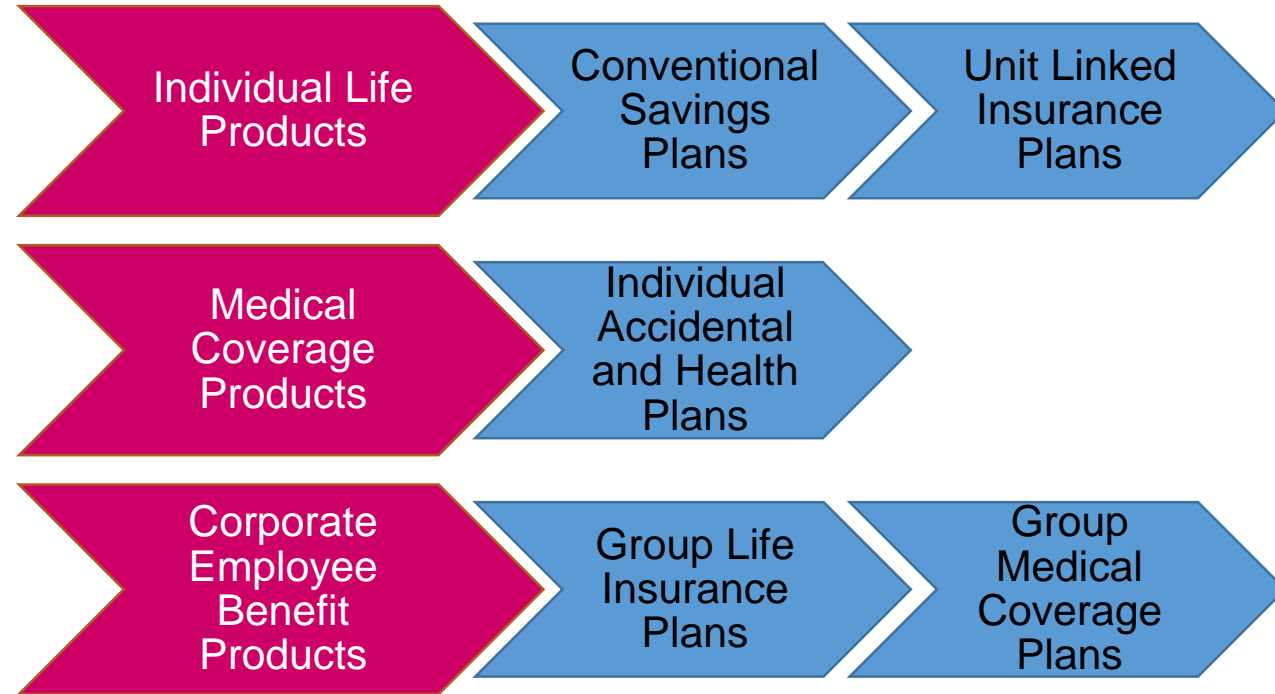 Individual Life
Products
Conventional
Savings
Plans
Unit Linked
Insurance
Plans
Medical
Coverage
Products
Individual
Accidental
and Health
Plans
Corporate
Employee
Benefit
Products
Group Life
Insurance
Plans
Group
Medical
Coverage
Plans